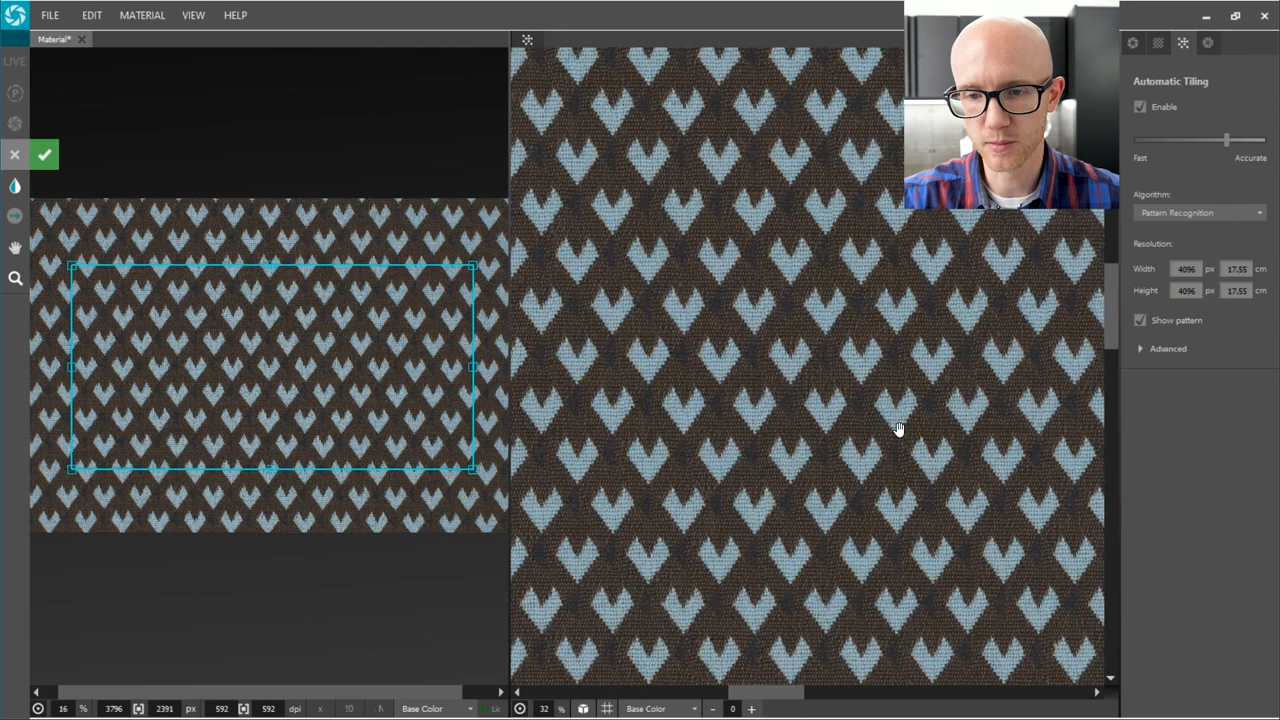 FILE EDIT MATERIAL VIEW HELP
Material*
LIVE
Automatic Tiling
Enable
Fast Accurate
Algorithm:
Pattern Recognition
Resolution:
Width 4096 px 17.55 cm
Height 4096 px 17.55 cm
Show pattern
Advanced
16 % 3796 2391 px 592 592 dpi Base Color
32 % Base Color - 0 +